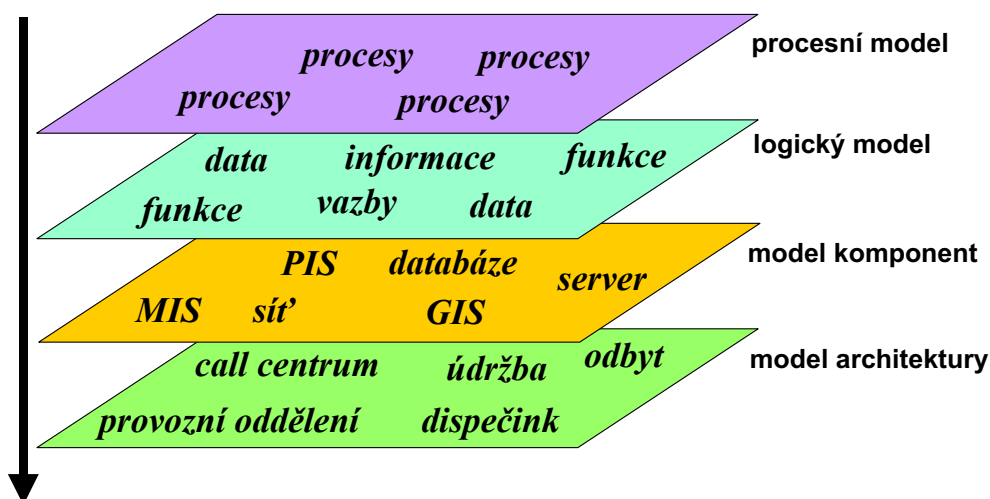 procesy procesy procesní model
procesy procesy
data informace funkce logický model
funkce vazby data
PIS databáze server model komponent
MIS síť GIS
call centrum údržba odbyt model architektury
provozní oddělení dispečink